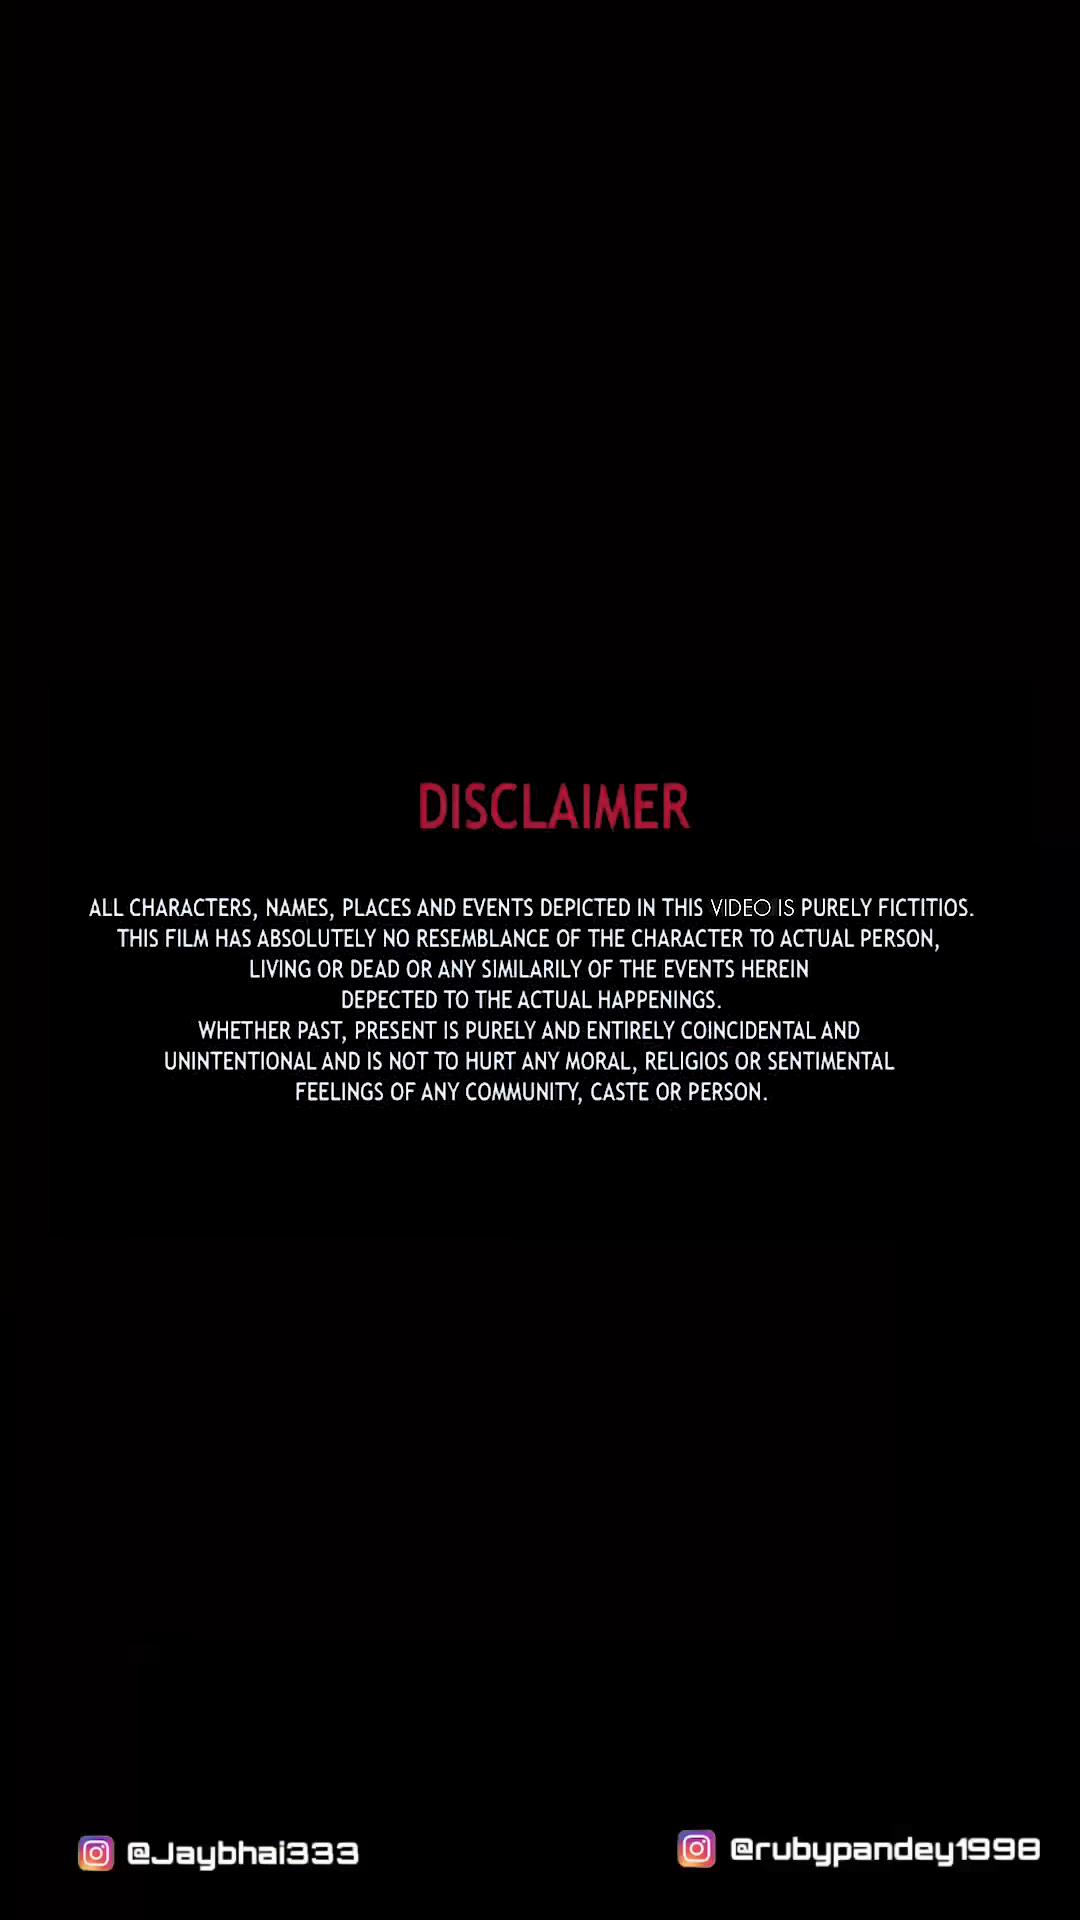 DISCLAIMER
ALL CHARACTERS, NAMES, PLACES AND EVENTS DEPICTED IN THIS VIDEO IS PURELY FICTITIOS.
THIS FILM HAS ABSOLUTELY NO RESEMBLANCE OF THE CHARACTER TO ACTUAL PERSON,
LIVING OR DEAD OR ANY SIMILARILY OF THE EVENTS HEREIN
DEPECTED TO THE ACTUAL HAPPENINGS.
WHETHER PAST, PRESENT IS PURELY AND ENTIRELY COINCIDENTAL AND
UNINTENTIONAL AND IS NOT TO HURT ANY MORAL, RELIGIOS OR SENTIMENTAL
FEELINGS OF ANY COMMUNITY, CASTE OR PERSON.
@Jaybhai333
@rubypandey1998